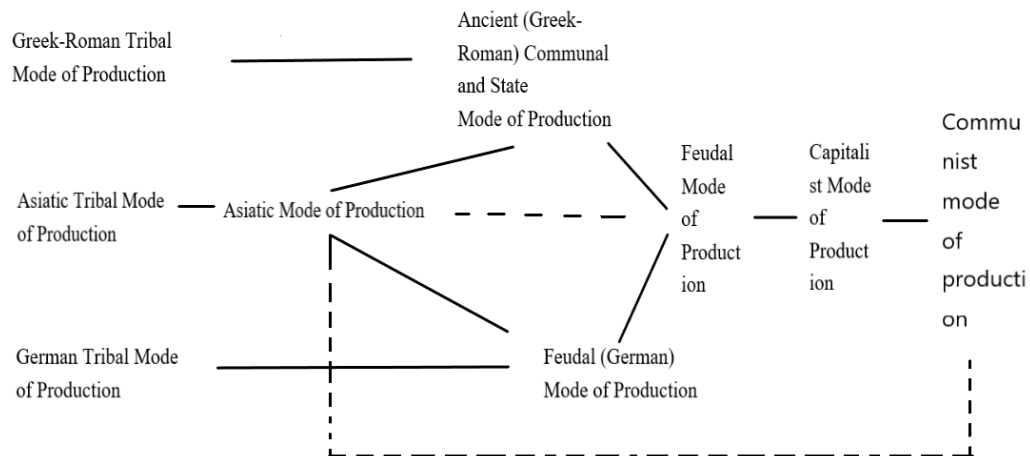 Greek-Roman Tribal
Mode of Production
Ancient (Greek-
Roman) Communal
and State
Mode of Production
Asiatic Tribal Mode
of Production
Asiatic Mode of Production
German Tribal Mode
of Production
Feudal (German)
Mode of Production
Feudal
Mode
of
Product
ion
Capitali
st Mode
of
Product
ion
Commu
nist
mode
of
producti
on